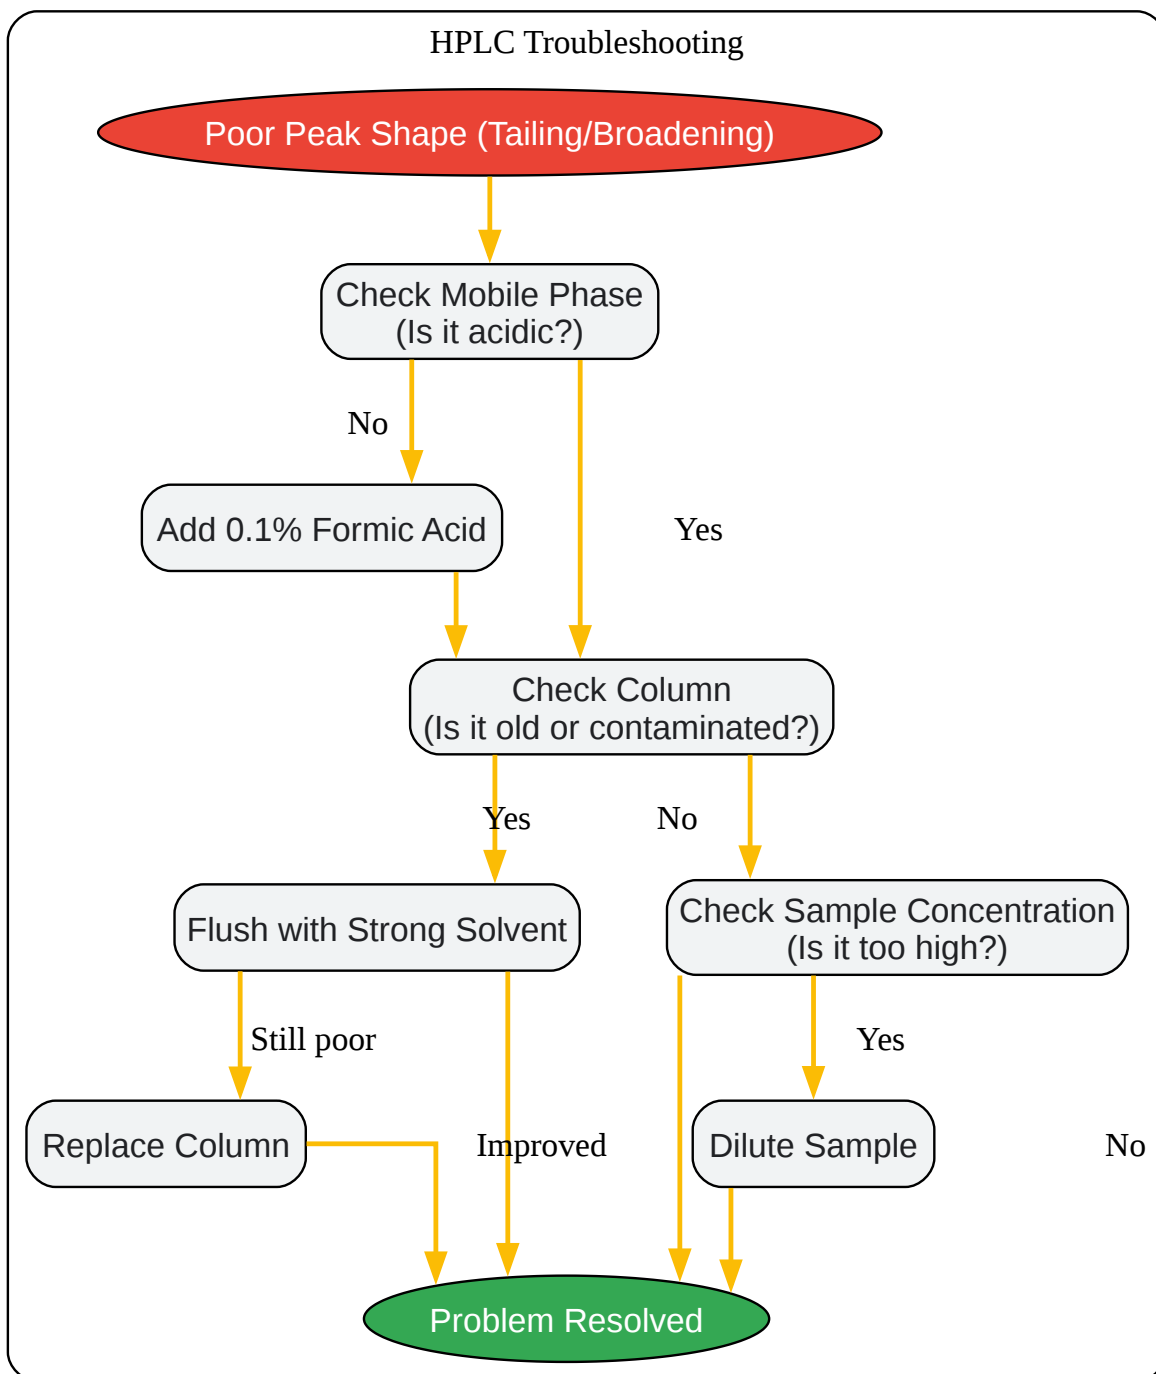 HPLC Troubleshooting
Poor Peak Shape (Tailing/Broadening)
Check Mobile Phase
(Is it acidic?)
No
Add 0.1% Formic Acid
Yes
Check Column
(Is it old or contaminated?)
Yes
No
Flush with Strong Solvent
Check Sample Concentration
(Is it too high?)
Still poor
Yes
Replace Column
Improved
Dilute Sample
No
Problem Resolved